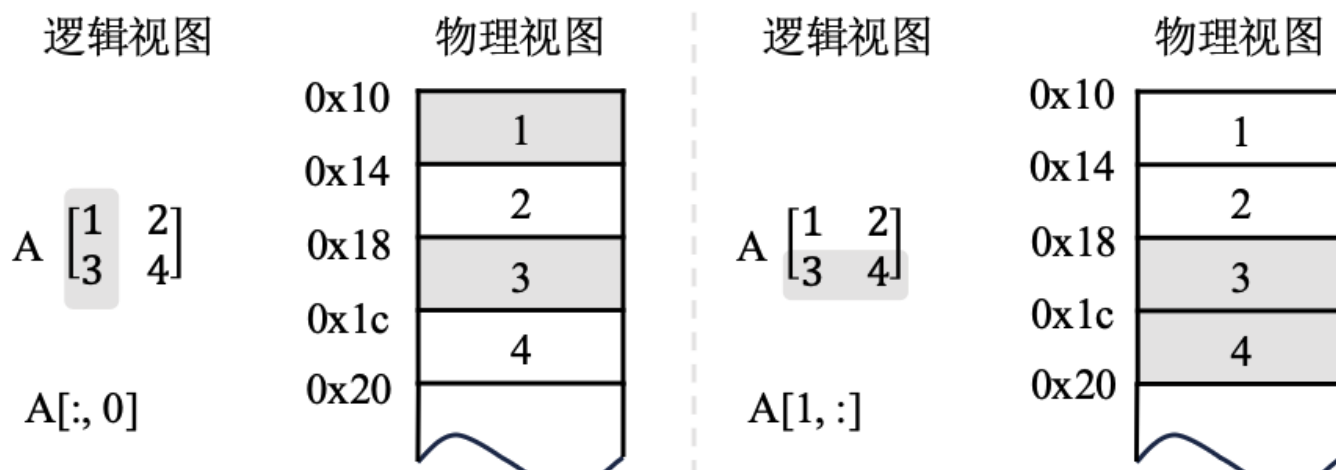 逻辑视图 物理视图 逻辑视图 物理视图
0x10 0x10
1 1
0x14 0x14
2 2
0x18 0x18
A [1 2 A [1 2
3 4] 3 4]
3 3
0x1c 0x1c
4 4
0x20 0x20
A[:, 0] A[1, :]